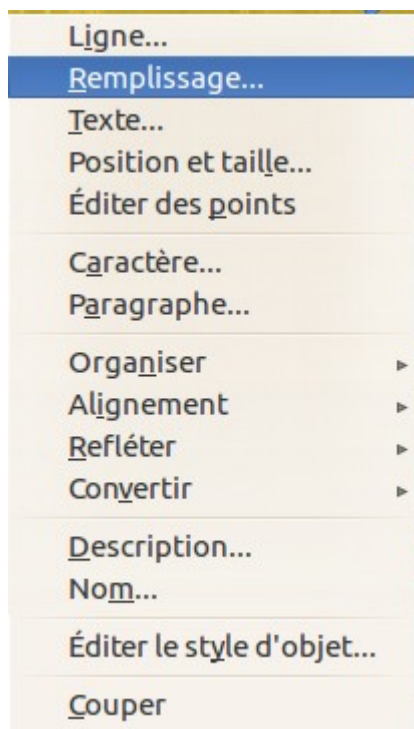 Ligne...
Remplissage...
Texte...
Position et taille...
Éditer des points
Caractère...
Paragraphe...
Organiser
Alignement
Refléter
Convertir
Description...
Nom...
Éditer le style d'objet...
Couper